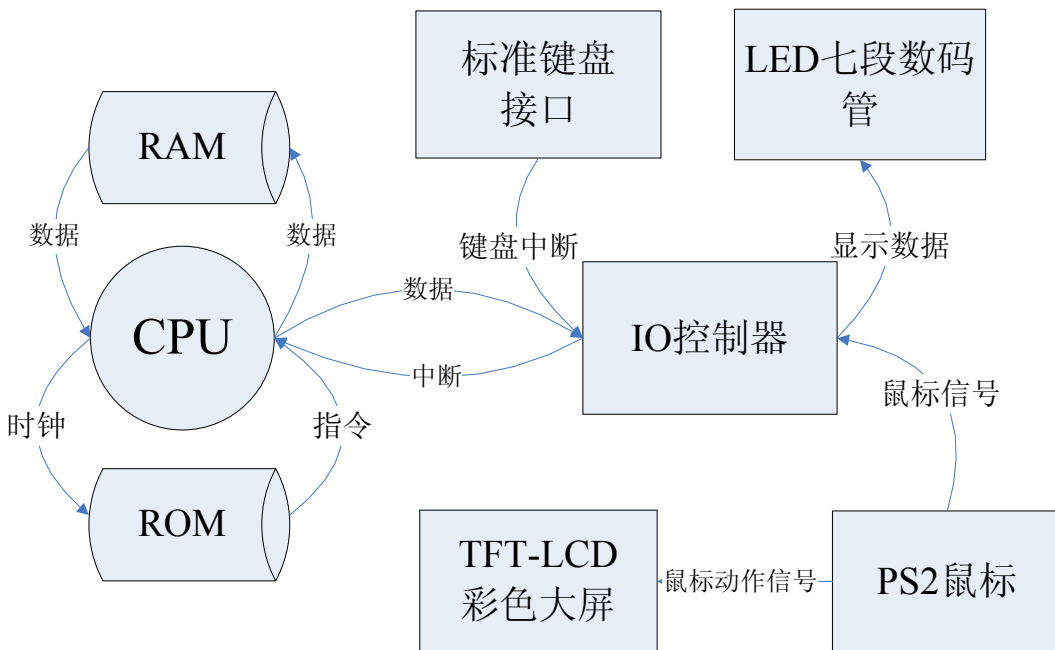 标准键盘
接口
LED七段数码
管
RAM
数据
数据
键盘中断
显示数据
CPU
数据
IO控制器
中断
鼠标信号
时钟
指令
ROM
TFT-LCD
彩色大屏
鼠标动作信号
PS2鼠标